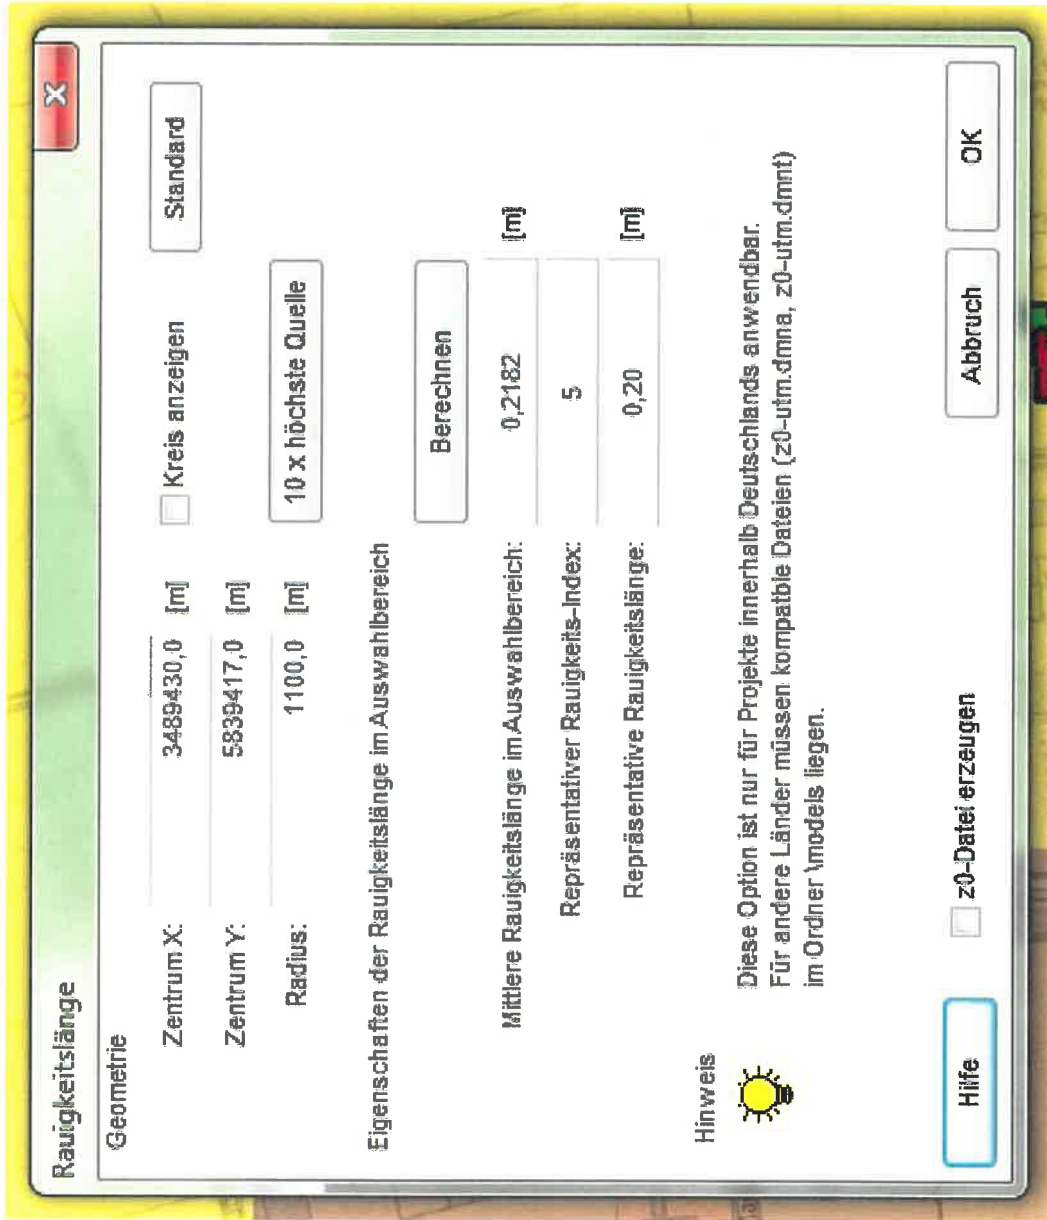 Rauigkeitslänge
X
Geometrie
Zentrum X: 3489430,0 [m] Kreis anzeigen Standard
Zentrum Y: 5839417,0 [m]
Radius: 1100,0 [m] 10 x höchste Quelle
Eigenschaften der Rauigkeitslänge im Auswahlbereich
Berechnen
Mittlere Rauigkeitslänge im Auswahlbereich: 0,2182 [m]
Repräsentativer Rauigkeits-Index: 5
Repräsentative Rauigkeitslänge: 0,20 [m]
Hinweis
Diese Option ist nur für Projekte innerhalb Deutschlands anwendbar.
Für andere Länder müssen kompatble Dateien (z0-utm.dmna, z0-utm.dmnt)
im Ordner \models liegen.
Hilfe z0-Datei erzeugen Abbruch OK